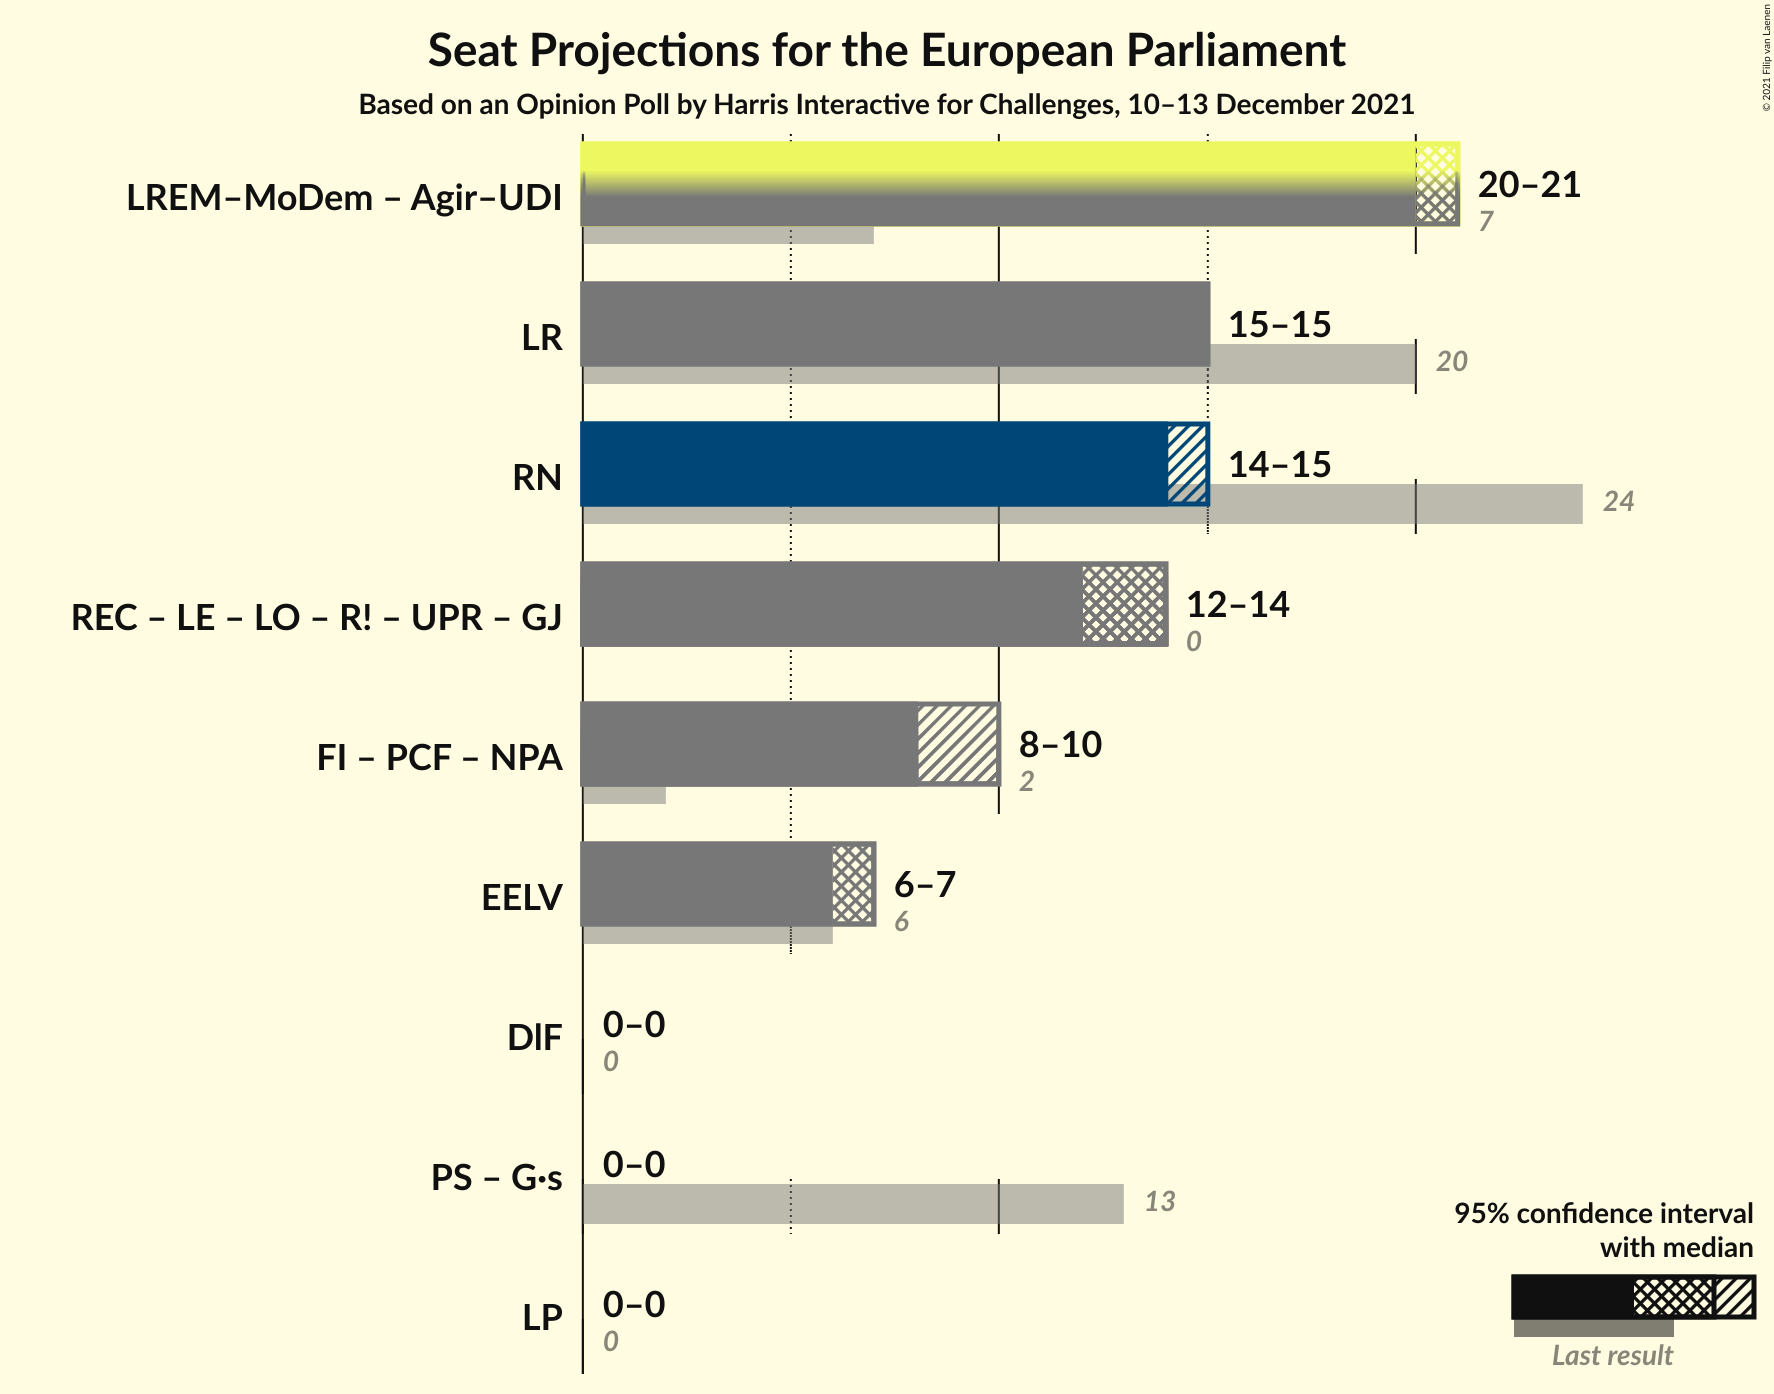 Seat Projections for the European Parliament
Based on an Opinion Poll by Harris Interactive for Challenges, 10–13 December 2021
© 2021 Filip van Laenen
LREM–MoDem – Agir–UDI
20–21
7
LR
15–15
20
RN
14–15
24
REC – LE – LO – R! – UPR – GJ
12–14
0
FI – PCF – NPA
8–10
2
EELV
6–7
6
DIF
0–0
0
PS – G·s
0–0
13
LP
0–0
0
95% confidence interval
with median
Last result